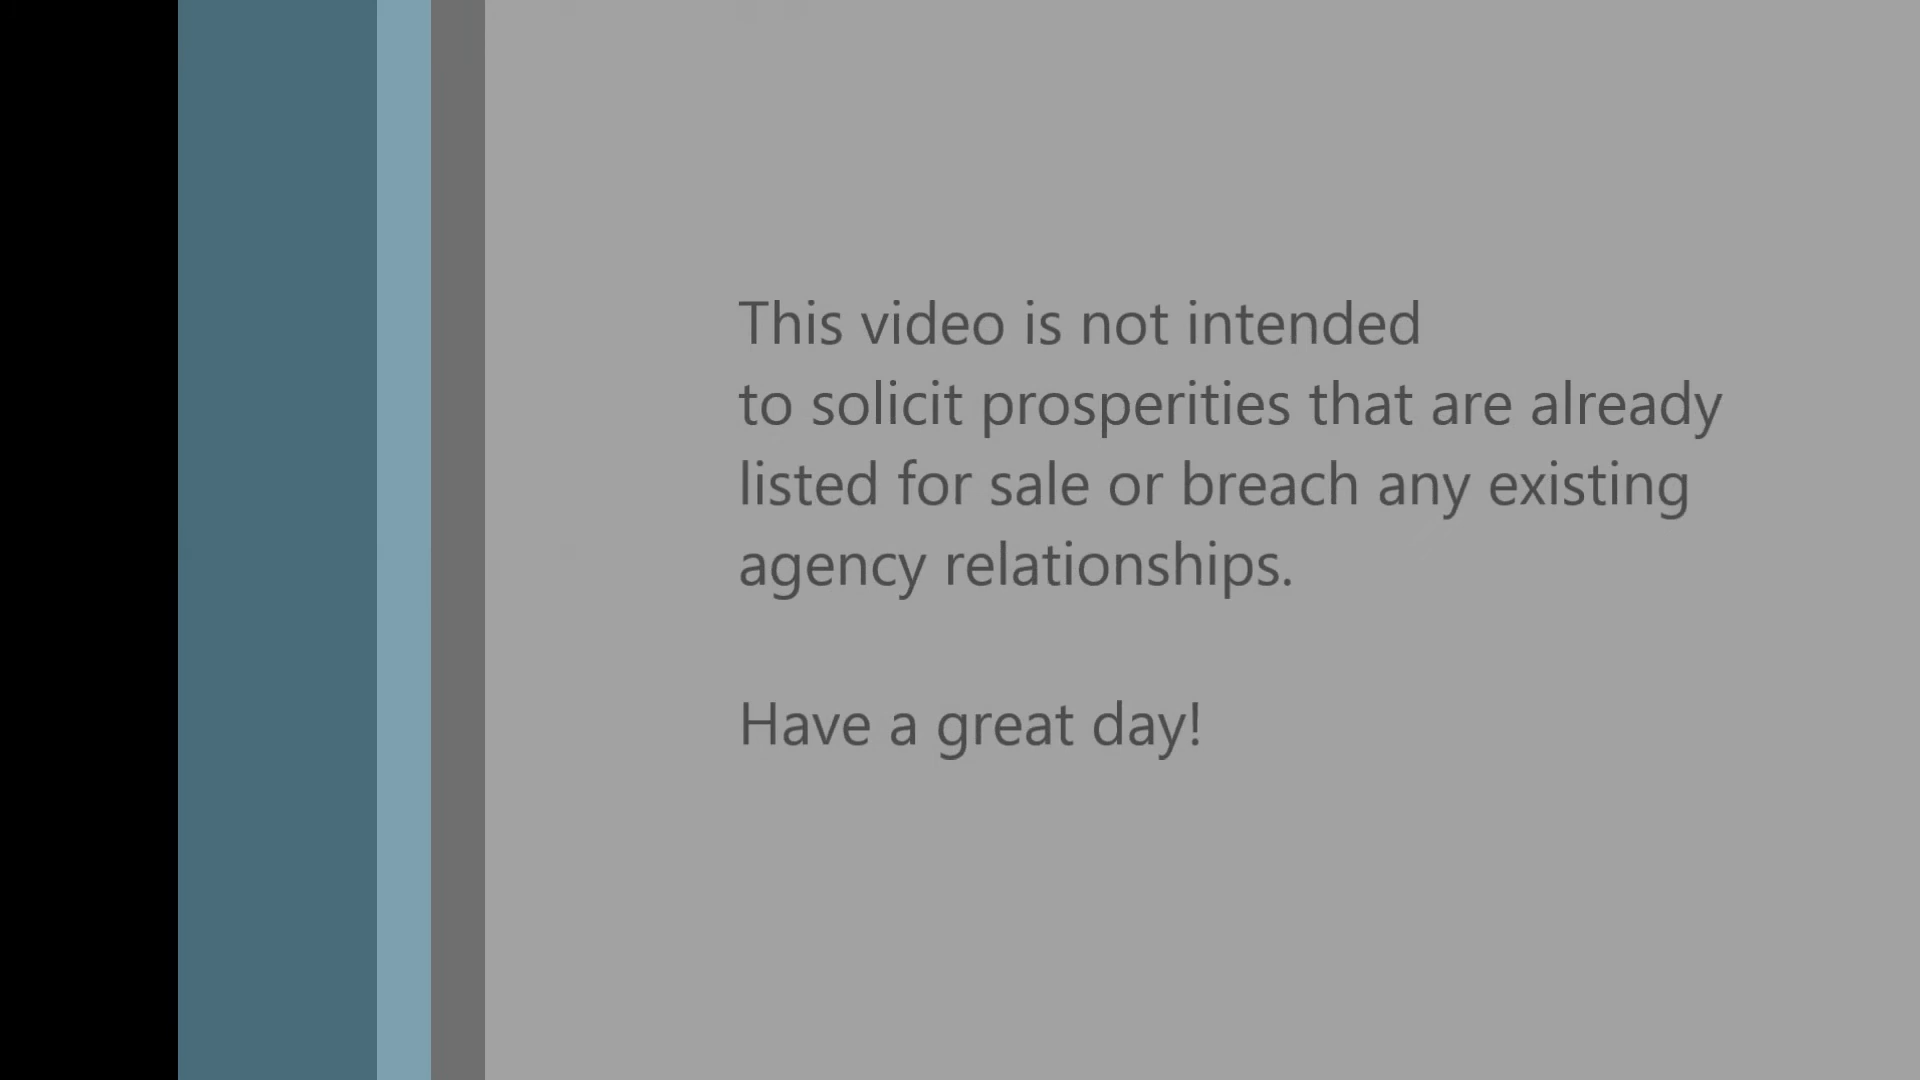 This video is not intended
to solicit prosperities that are already
listed for sale or breach any existing
agency relationships.
Have a great day!